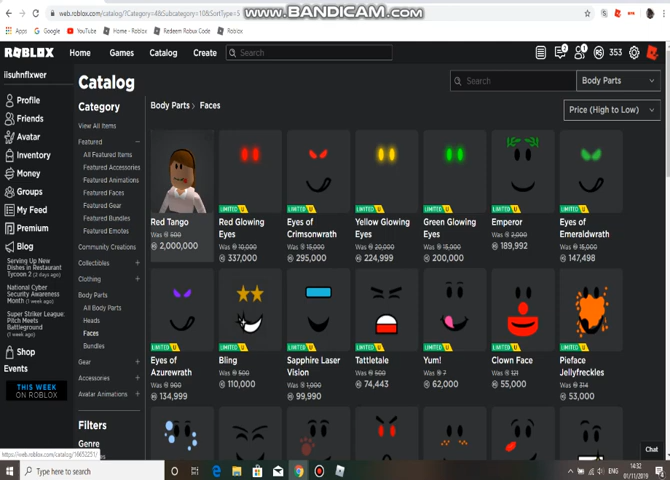 web.roblox.com/catalog/?Category=4&Subcategory=10&SortType=5
www.BANDICAM.com
Apps
Google
YouTube
Roblox
Redeem Robux Code
Roblox
ROBLOX
Home
Games
Catalog
Create
Search
353
lisuhnflxwer
Profile
Friends
Avatar
Inventory
Money
Groups
My Feed
Premium
Blog
Serving Up New
Dishes in Restaurant
Tycoon 2 (2 days ago)
National Cyber
Security Awareness
Month (1 week ago)
Super Striker League:
Pitch Meets
Battleground
(1 week ago)
Shop
Events
THIS WEEK
ON ROBLOX
Catalog
Search
Body Parts
Category
View All Items
Featured
All Featured Items
Featured Accessories
Featured Animations
Featured Faces
Featured Gear
Featured Bundles
Featured Emotes
Community Creations
Collectibles
Clothing
Body Parts
All Body Parts
Heads
Faces
Bundles
Gear
Accessories
Avatar Animations
Filters
Genre
Body Parts > Faces
Price (High to Low)
Red Tango
Was 500
2,000,000
LIMITED U
Red Glowing
Eyes
Was 10,000
337,000
LIMITED U
Eyes of
Crimsonwrath
Was 15,000
295,000
LIMITED U
Yellow Glowing
Eyes
Was 20,000
224,999
LIMITED U
Green Glowing
Eyes
Was 15,000
200,000
LIMITED U
Emperor
Was 2,000
189,992
LIMITED U
Eyes of
Emeraldwrath
Was 15,000
147,498
LIMITED U
Eyes of
Azurewrath
Was 900
134,999
LIMITED U
Bling
Was 500
110,000
LIMITED U
Sapphire Laser
Vision
Was 1,000
99,990
LIMITED U
Tattletale
Was 500
74,443
LIMITED U
Yum!
Was 7
62,000
LIMITED U
Clown Face
Was 121
55,000
LIMITED U
Pieface
Jellyfreckles
Was 314
53,000
Chat
https://web.roblox.com/catalog/16652251/
Type here to search
ENG
14:32
01/11/2019